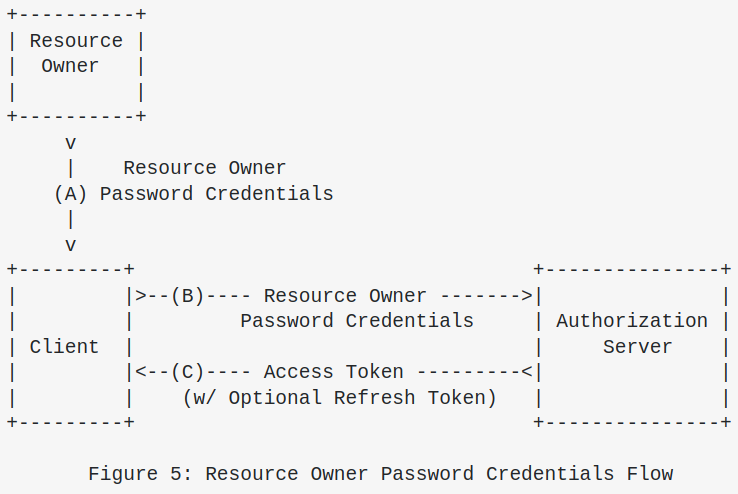 +----------+
| Resource |
|  Owner   |
|          |
+----------+
     v
     |    Resource Owner
    (A) Password Credentials
     |
     v
+---------+                                  +---------------+
|         |>--(B)---- Resource Owner ------->|               |
|         |         Password Credentials     | Authorization |
| Client  |                                  |     Server    |
|         |<--(C)---- Access Token ---------<|               |
|         |    (w/ Optional Refresh Token)   |               |
+---------+                                  +---------------+

       Figure 5: Resource Owner Password Credentials Flow